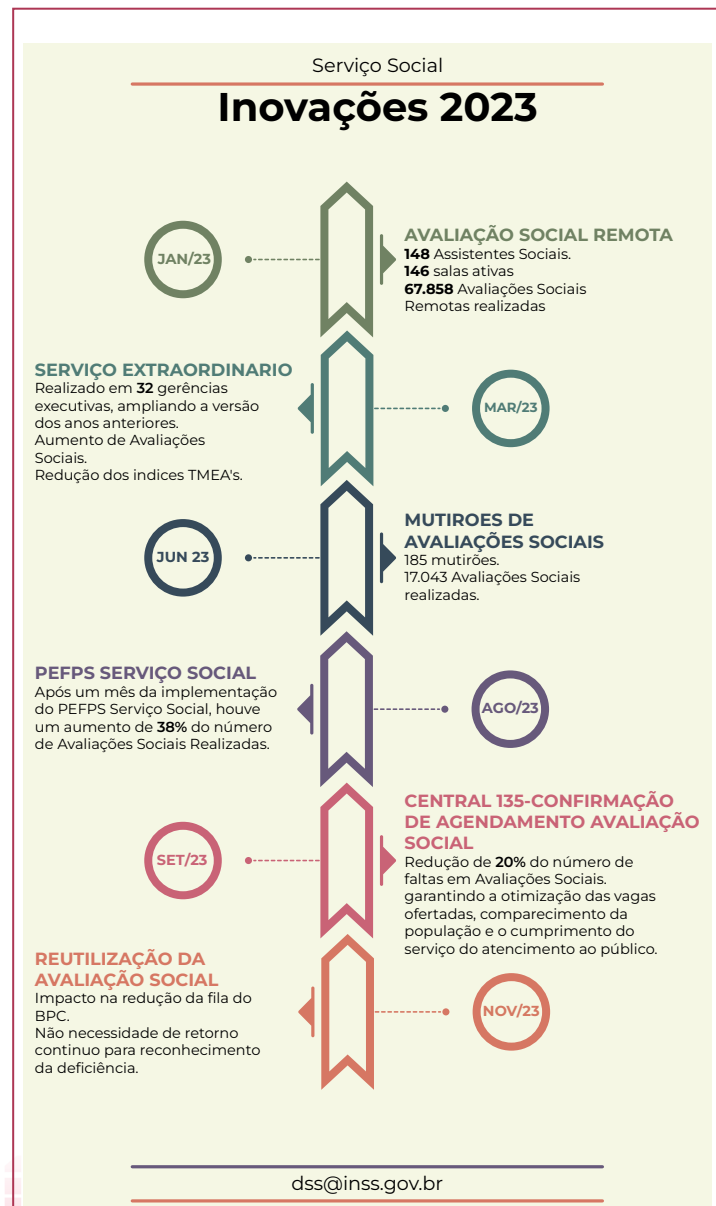 Serviço Social
Inovações 2023
JAN/23
AVALIAÇÃO SOCIAL REMOTA
148 Assistentes Sociais.
146 salas ativas
67.858 Avaliações Sociais
Remotas realizadas
SERVIÇO EXTRAORDINARIO
Realizado em 32 gerências
executivas, ampliando a versão
dos anos anteriores.
Aumento de Avaliações
Sociais.
Redução dos indices TMEA's.
MAR/23
JUN 23
MUTIROES DE
AVALIAÇÕES SOCIAIS
185 mutirões.
17.043 Avaliações Sociais
realizadas.
PEFPS SERVIÇO SOCIAL
Após um mês da implementação
do PEFPS Serviço Social, houve
um aumento de 38% do número
de Avaliações Sociais Realizadas.
AGO/23
SET/23
CENTRAL 135-CONFIRMAÇÃO
DE AGENDAMENTO AVALIAÇÃO
SOCIAL
Redução de 20% do número de
faltas em Avaliações Sociais.
garantindo a otimização das vagas
ofertadas, comparecimento da
população e o cumprimento do
serviço do atencimento ao público.
REUTILIZAÇÃO DA
AVALIAÇÃO SOCIAL
Impacto na redução da fila do
BPC.
Não necessidade de retorno
continuo para reconhecimento
da deficiência.
NOV/23
dss@inss.gov.br